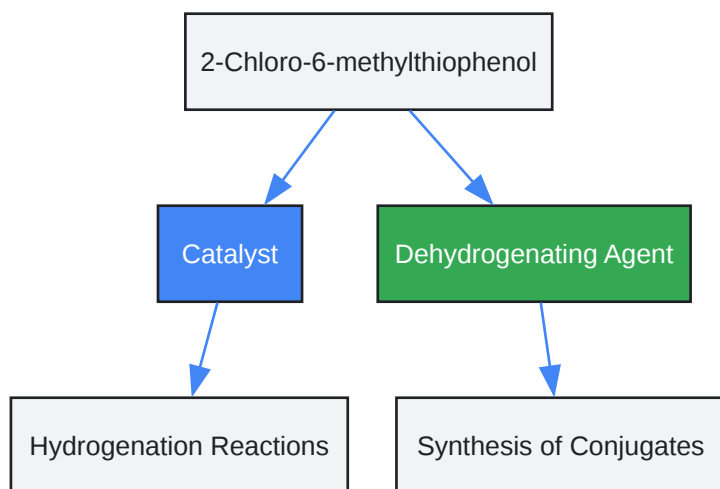 2-Chloro-6-methylthiophenol
Catalyst
Dehydrogenating Agent
Hydrogenation Reactions
Synthesis of Conjugates